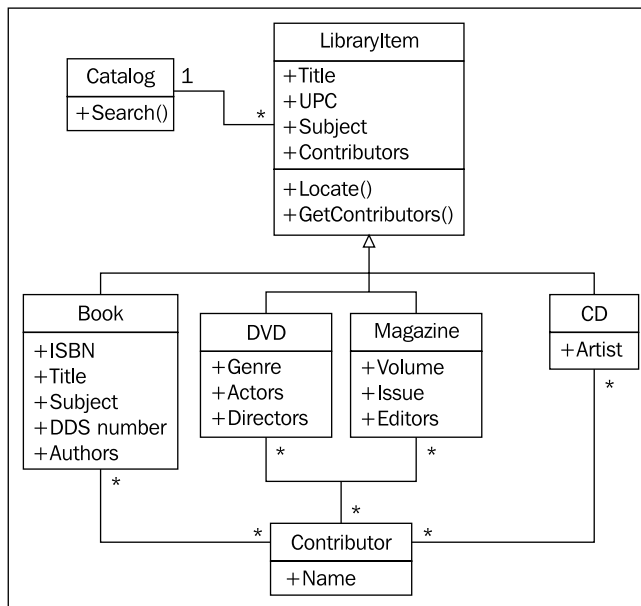 LibraryItem
+Title
+UPC
+Subject
+Contributors
+Locate()
+GetContributors()
Catalog
+Search()
1
*
Book
+ISBN
+Title
+Subject
+DDS number
+Authors
*
DVD
+Genre
+Actors
+Directors
*
Magazine
+Volume
+Issue
+Editors
*
CD
+Artist
*
*
*
*
Contributor
+Name